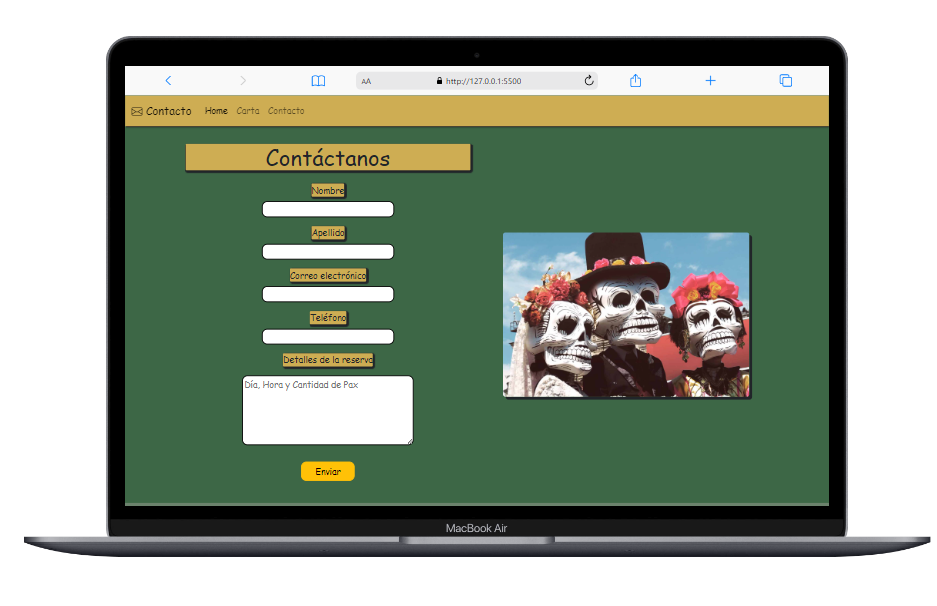 AA http://127.0.0.1:5500
Contacto Home Carta Contacto
Contáctanos
Nombre
Apellido
Correo electrónico
Teléfono
Detalles de la reserva
Día, Hora y Cantidad de Pax
Enviar
MacBook Air